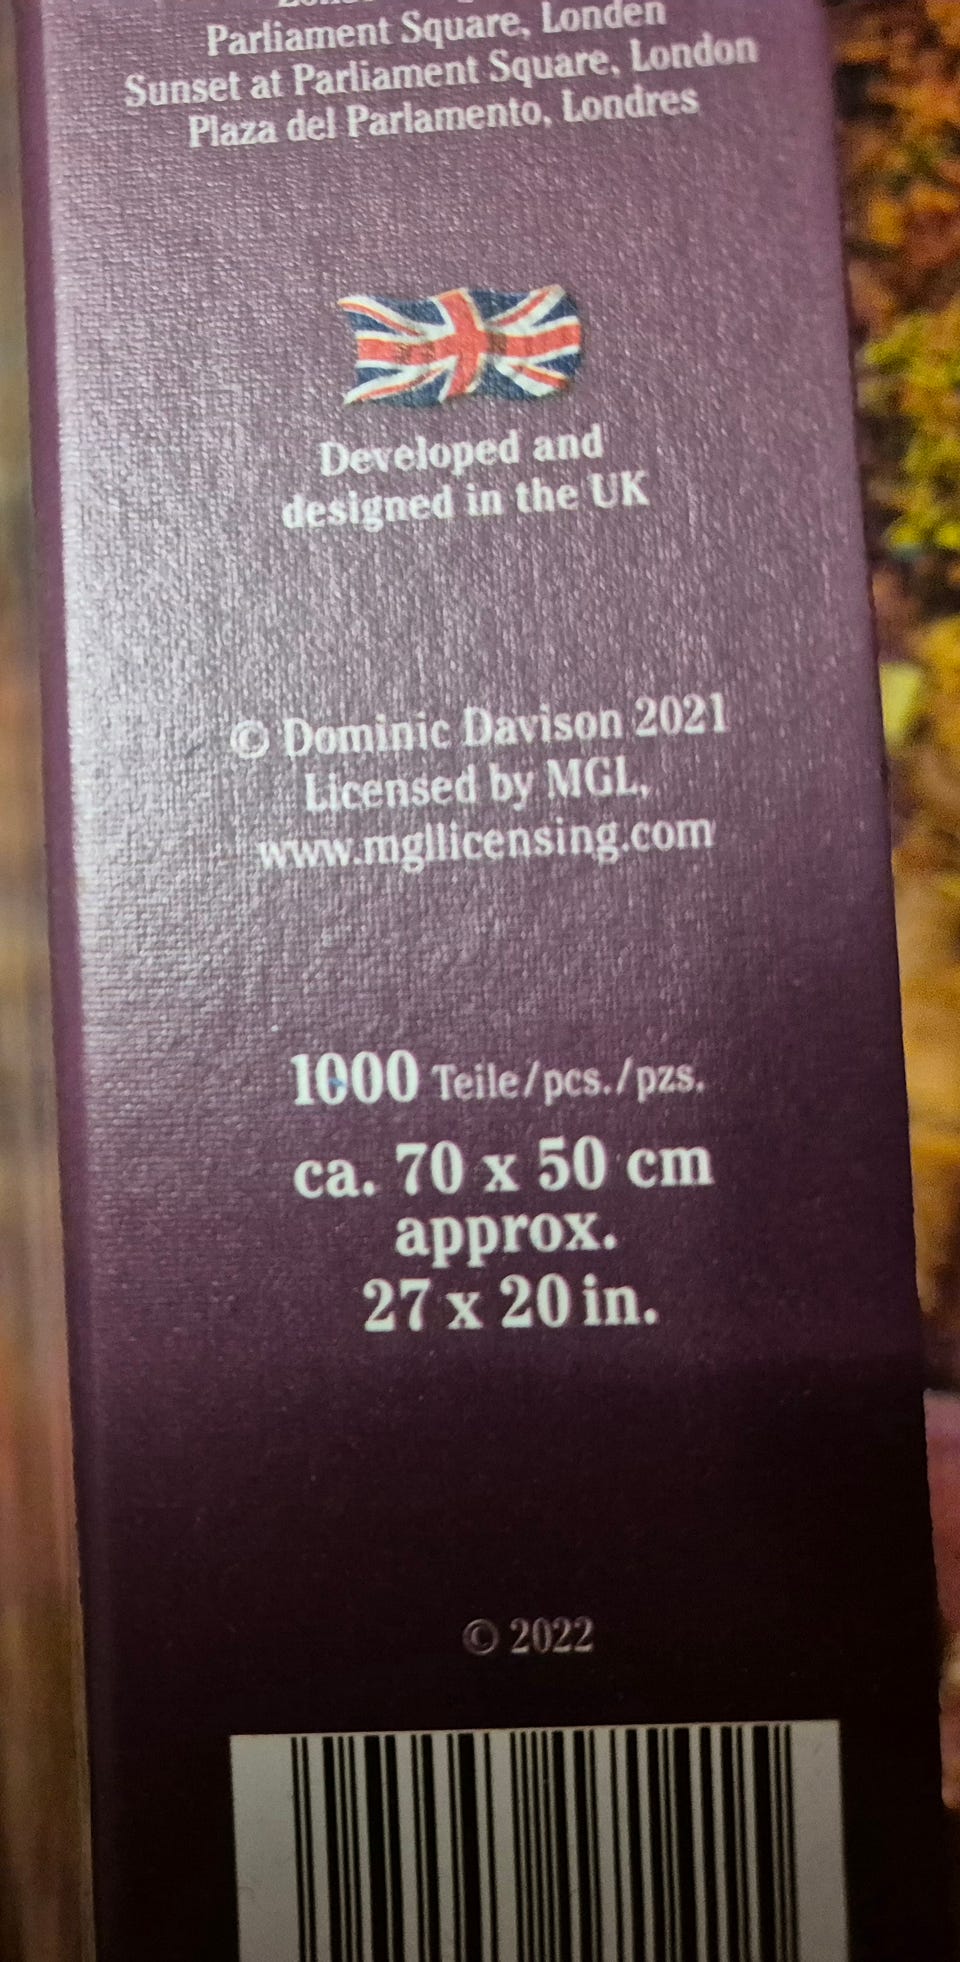 Parliament Square, Londen
Sunset at Parliament Square, London
Plaza del Parlamento, Londres
Developed and
designed in the UK
© Dominic Davison 2021
Licensed by MGL,
www.mgllicensing.com
1000 Teile/pcs./pzs.
ca. 70 x 50 cm
approx.
27 x 20 in.
© 2022